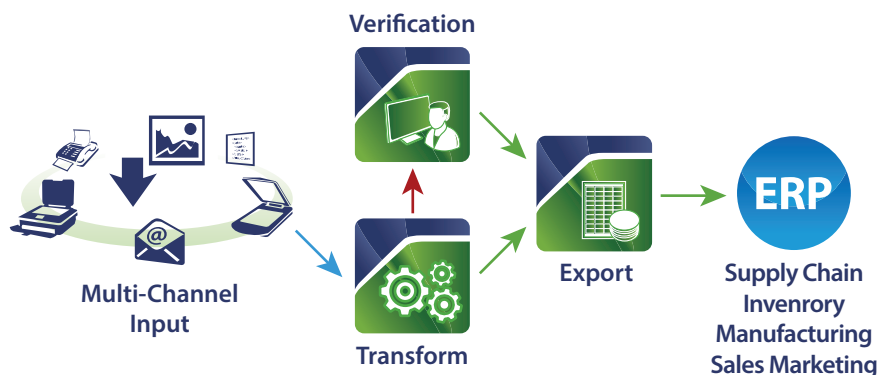 Verification
@
Multi-Channel
Input
Transform
Export
ERP
Supply Chain
Invenrory
Manufacturing
Sales Marketing